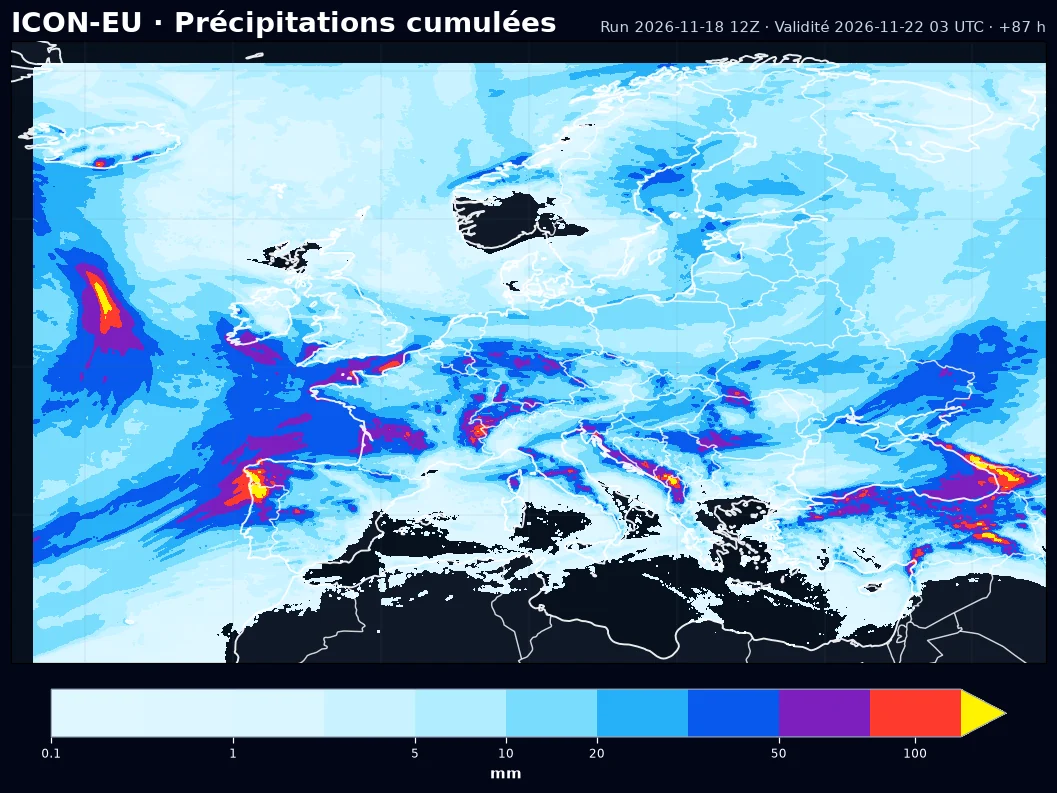 ICON-EU · Précipitations cumulées
Run 2026-11-18 12Z · Validité 2026-11-22 03 UTC · +87 h
0.1 1 5 10 20 50 100
mm